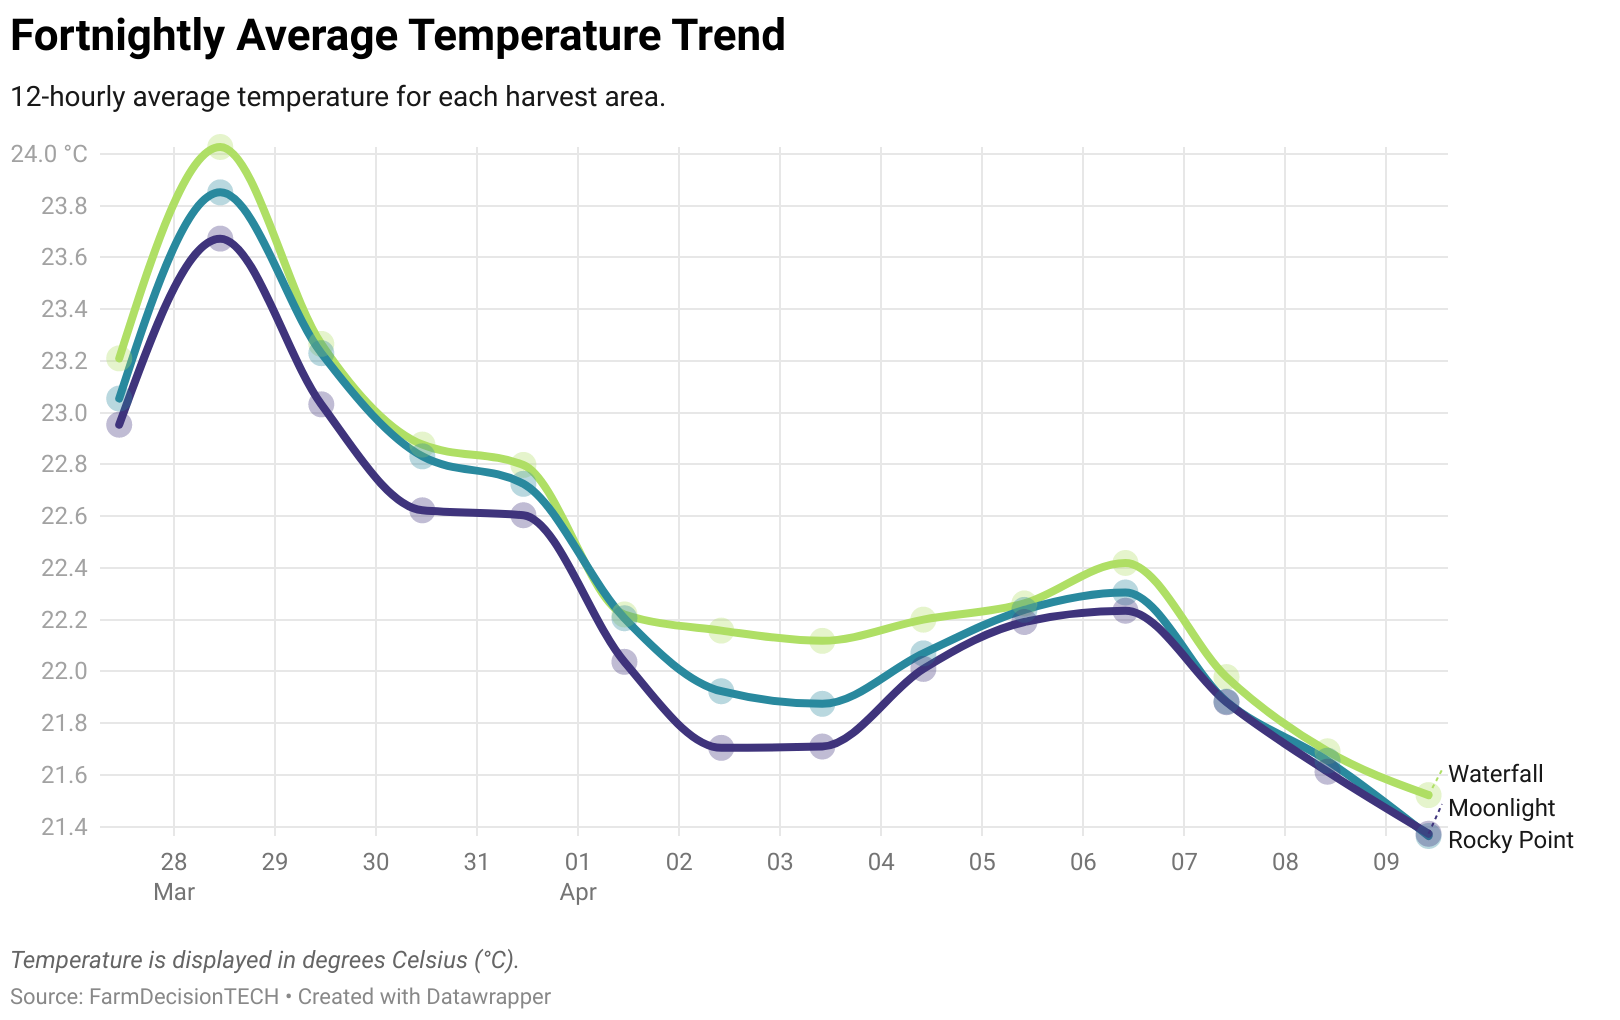 Fortnightly Average Temperature Trend
12-hourly average temperature for each harvest area.
24.0 °C
23.8
23.6
23.4
23.2
23.0
22.8
22.6
22.4
22.2
22.0
21.8
21.6
21.4
Waterfall
Moonlight
Rocky Point
28 29 30 31 01 02 03 04 05 06 07 08 09
Mar Apr
Temperature is displayed in degrees Celsius (°C).
Source: FarmDecisionTECH • Created with Datawrapper